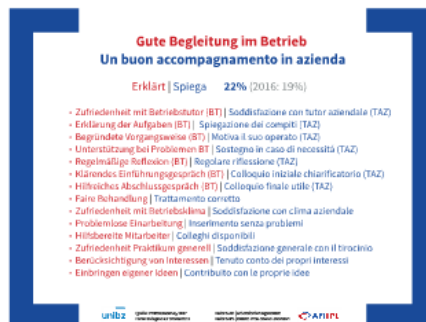 Gute Begleitung im Betrieb
Un buon accompagnamento in azienda
Erklärt | Spiega 22% (2016: 19%)
• Zufriedenheit mit Betriebstutor (BT) | Soddisfazione con tutor aziendale (TAZ)
• Erklärung der Aufgaben (BT) | Spiegazione dei compiti (TAZ)
• Begründete Vorgangsweise (BT) | Motiva il suo operato (TAZ)
• Unterstützung bei Problemen BT | Sostegno in caso di necessità (TAZ)
• Regelmäßige Reflexion (BT) | Regolare riflessione (TAZ)
• Klärendes Einführungsgespräch (BT) | Colloquio iniziale chiarificatorio (TAZ)
• Hilfreiches Abschlussgespräch (BT) | Colloquio finale utile (TAZ)
• Faire Behandlung | Trattamento corretto
• Zufriedenheit mit Betriebsklima | Soddisfazione con clima aziendale
• Problemlose Einarbeitung | Inserimento senza problemi
• Hilfsbereite Mitarbeiter | Colleghi disponibili
• Zufriedenheit Praktikum generell | Soddisfazione generale con il tirocinio
• Berücksichtigung von Interessen | Tenuto conto dei propri interessi
• Einbringen eigener Ideen | Contribuito con le proprie idee
unibz
AFI IPL